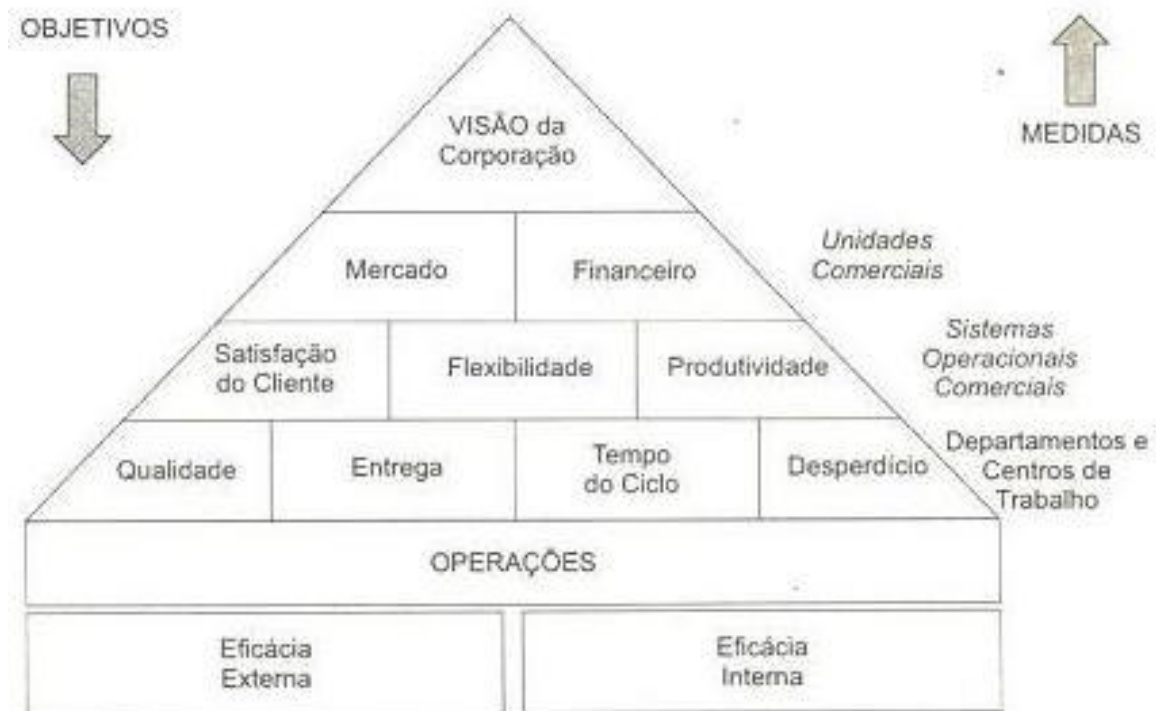 OBJETIVOS
MEDIDAS
VISÃO da
Corporação
Mercado
Financeiro
Unidades
Comerciais
Satisfação
do Cliente
Flexibilidade
Produtividade
Sistemas
Operacionais
Comerciais
Qualidade
Entrega
Tempo
do Ciclo
Desperdício
Departamentos e
Centros de
Trabalho
OPERAÇÕES
Eficácia
Externa
Eficácia
Interna